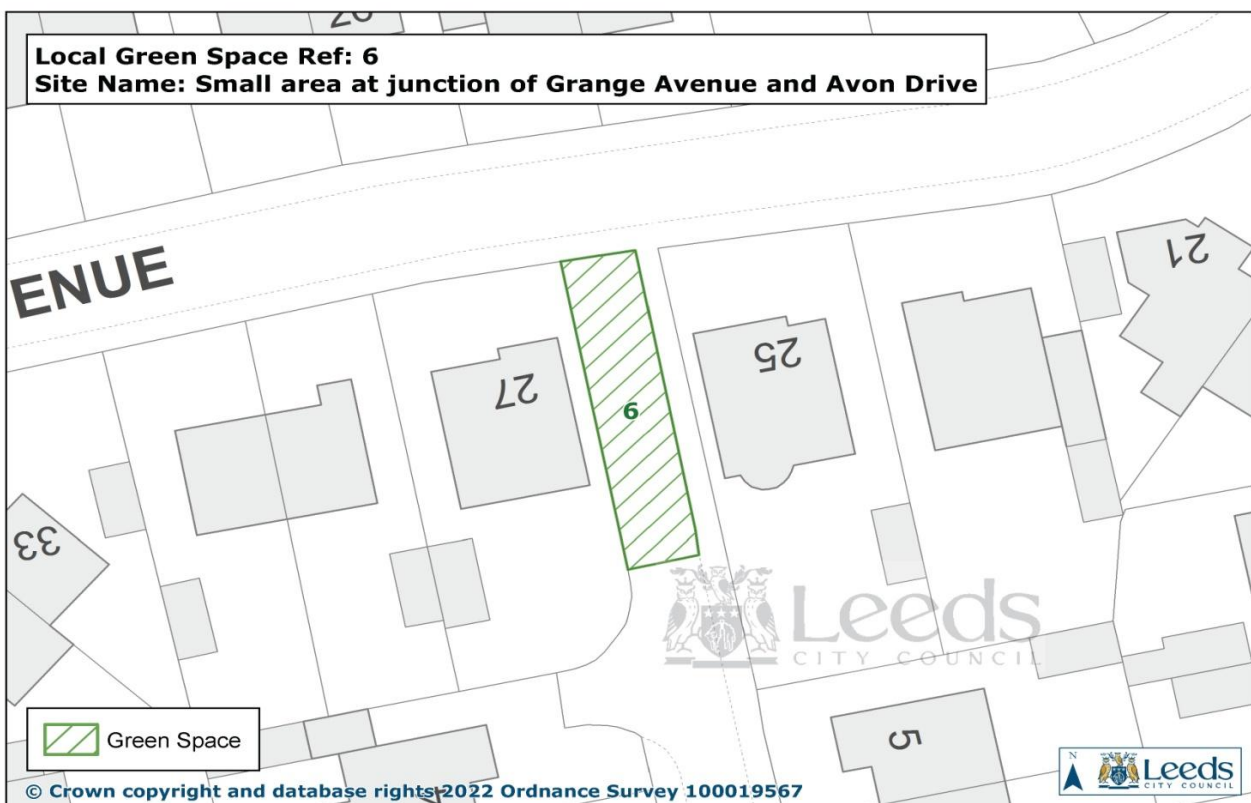 Local Green Space Ref: 6
Site Name: Small area at junction of Grange Avenue and Avon Drive
ENUE
21
25
27
6
33
Leeds
CITY COUNCIL
5
Green Space
N
Leeds
CITY COUNCIL
© Crown copyright and database rights 2022 Ordnance Survey 100019567